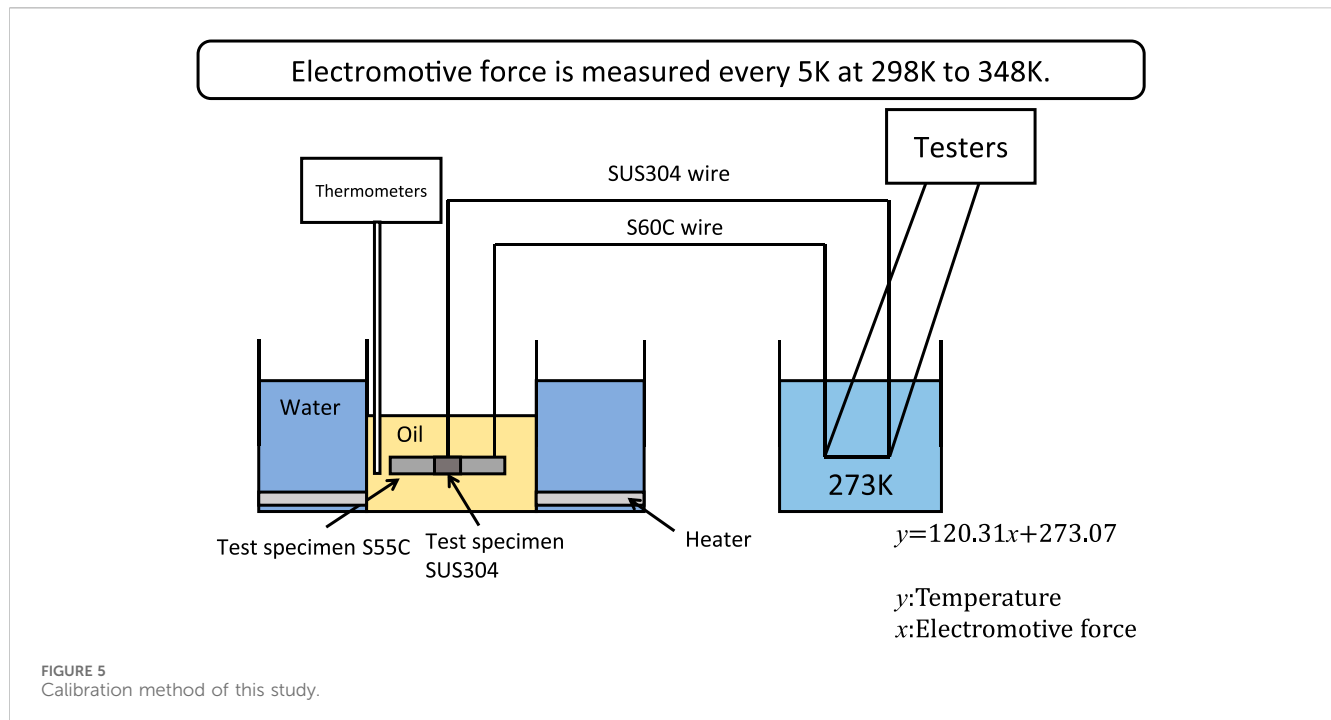 Electromotive force is measured every 5K at 298K to 348K.
Testers
Thermometers
SUS304 wire
S60C wire
Water
Oil
273K
Test specimen S55C
Test specimen
SUS304
Heater
y=120.31x+273.07
y:Temperature
x:Electromotive force
FIGURE 5
Calibration method of this study.